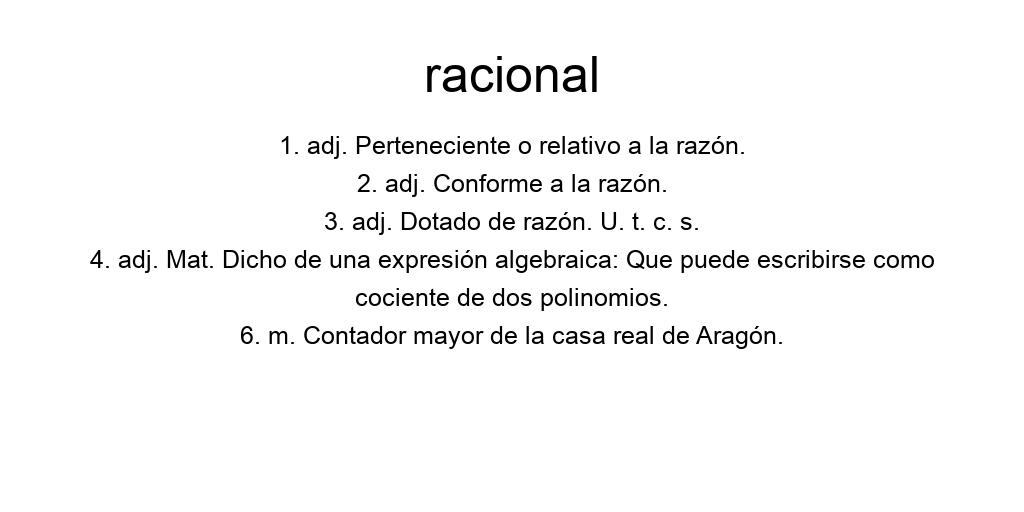 racional
1. adj. Perteneciente o relativo a la razón.
2. adj. Conforme a la razón.
3. adj. Dotado de razón. U. t. c. s.
4. adj. Mat. Dicho de una expresión algebraica: Que puede escribirse como
cociente de dos polinomios.
6. m. Contador mayor de la casa real de Aragón.